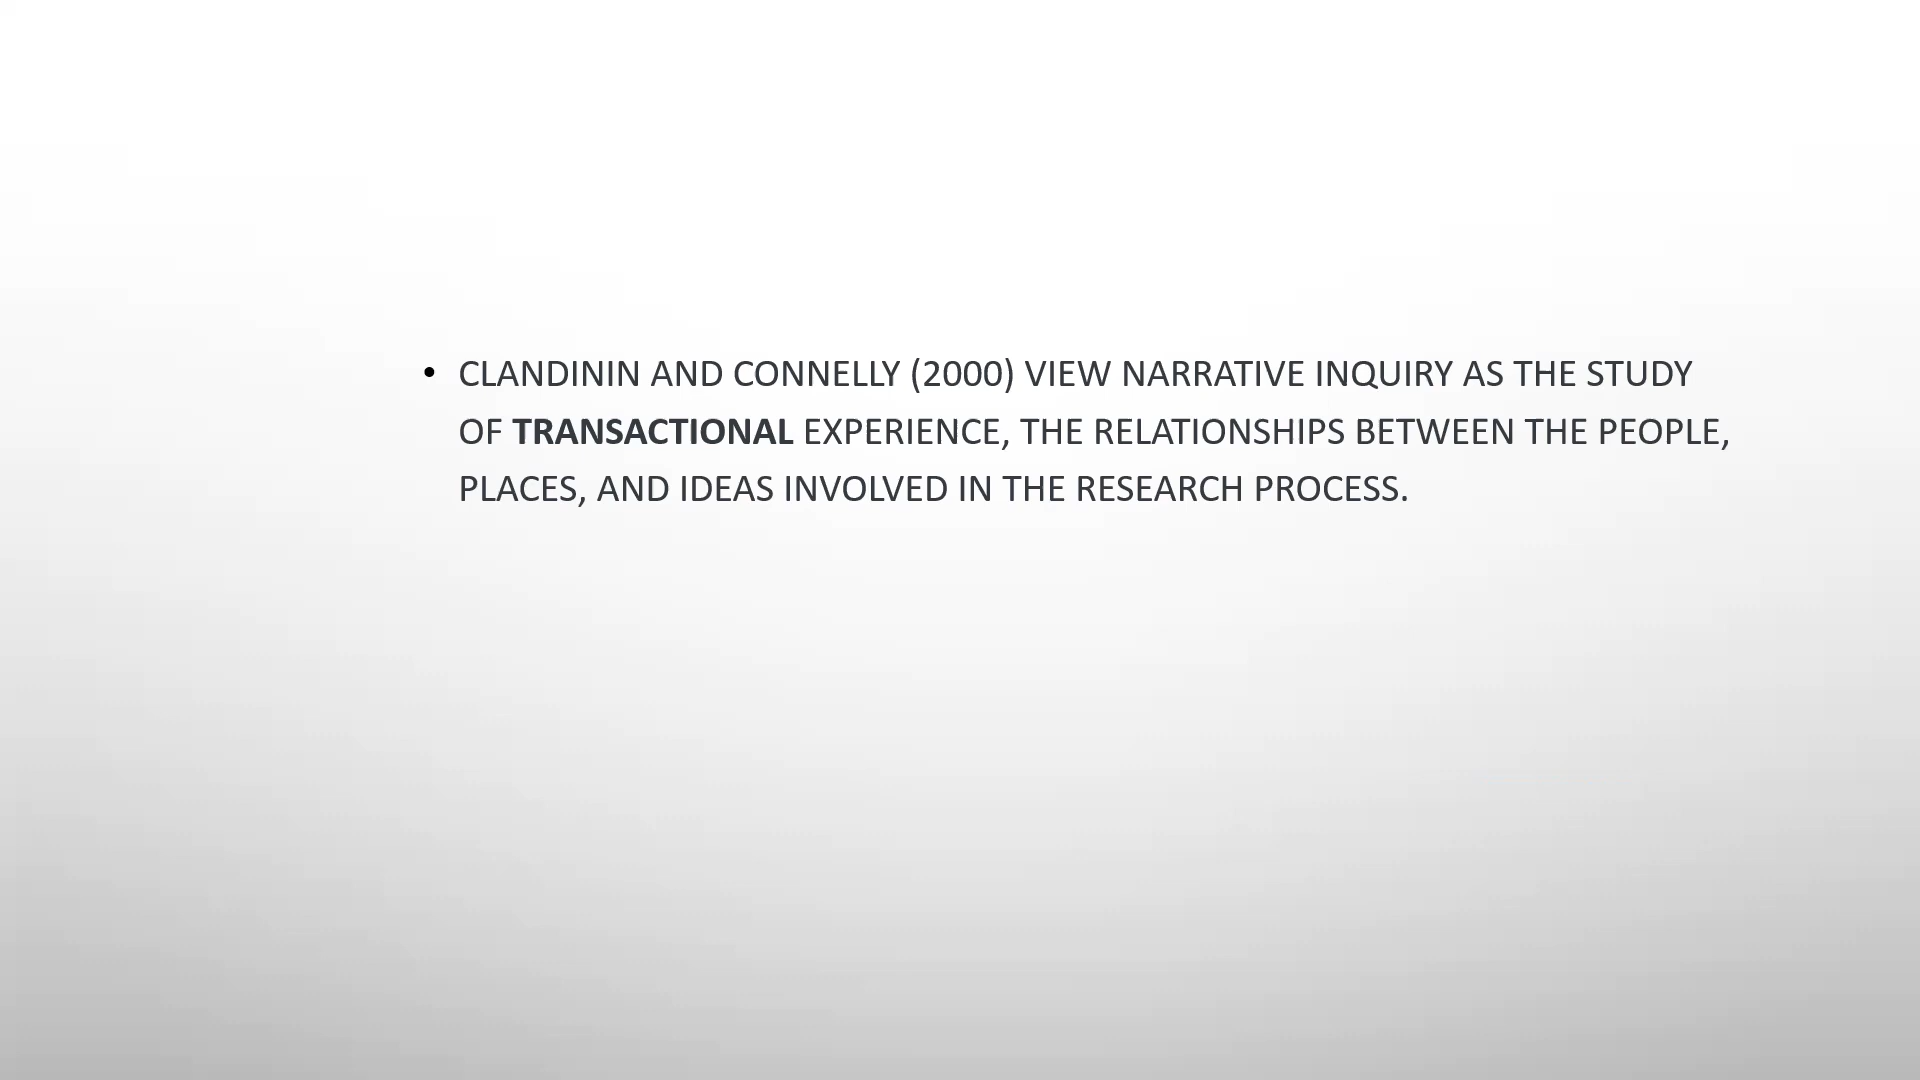 • CLANDININ AND CONNELLY (2000) VIEW NARRATIVE INQUIRY AS THE STUDY
OF TRANSACTIONAL EXPERIENCE, THE RELATIONSHIPS BETWEEN THE PEOPLE,
PLACES, AND IDEAS INVOLVED IN THE RESEARCH PROCESS.